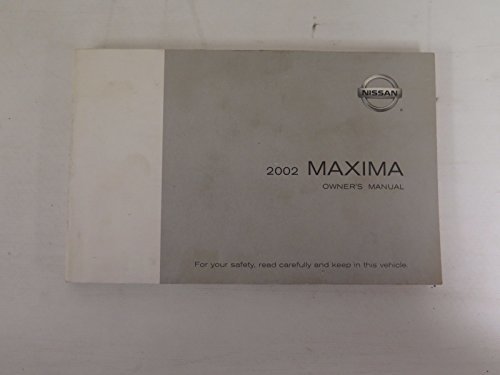 NISSAN
2002 MAXIMA
OWNER'S MANUAL
For your safety, read carefully and keep in this vehicle.